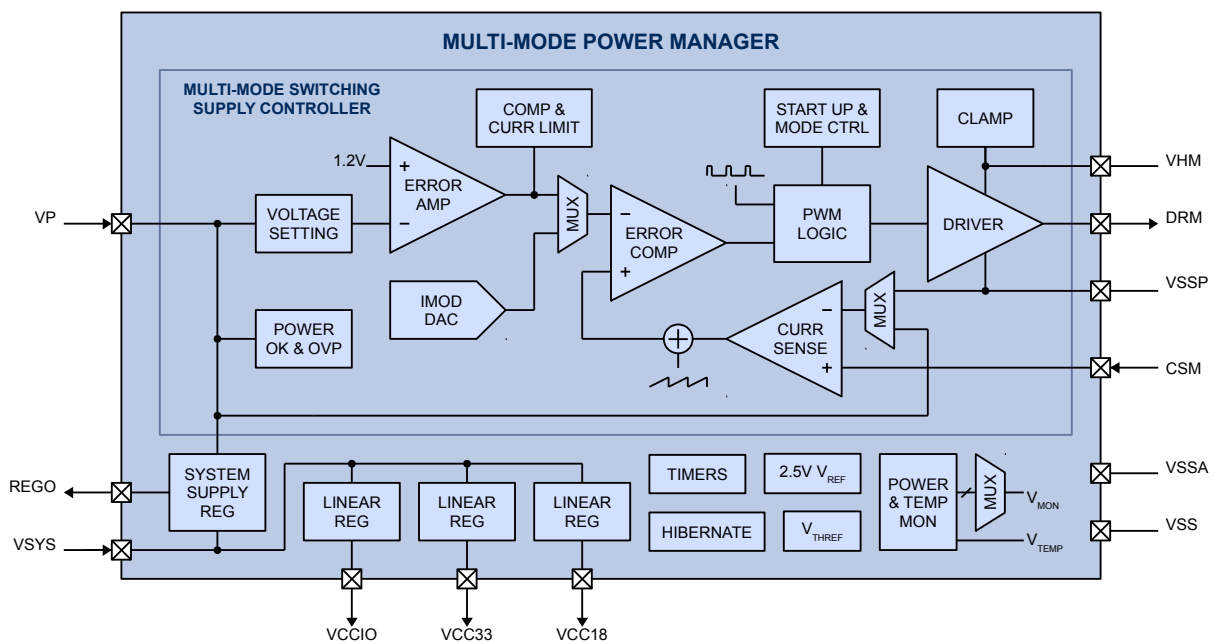 MULTI-MODE POWER MANAGER
MULTI-MODE SWITCHING
SUPPLY CONTROLLER
COMP &
CURR LIMIT
START UP &
MODE CTRL
CLAMP
1.2V
+
ERROR
AMP
−
VHM
VP
VOLTAGE
SETTING
MUX
−
ERROR
COMP
+
PWM
LOGIC
DRIVER
DRM
IMOD
DAC
VSSP
MUX
−
CURR
SENSE
+
POWER
OK & OVP
CSM
SYSTEM
SUPPLY
REG
REGO
VSYS
LINEAR
REG
LINEAR
REG
LINEAR
REG
TIMERS
2.5V VREF
HIBERNATE
VTHREF
POWER
& TEMP
MON
MUX
VMON
VTEMP
VSSA
VSS
VCCIO
VCC33
VCC18